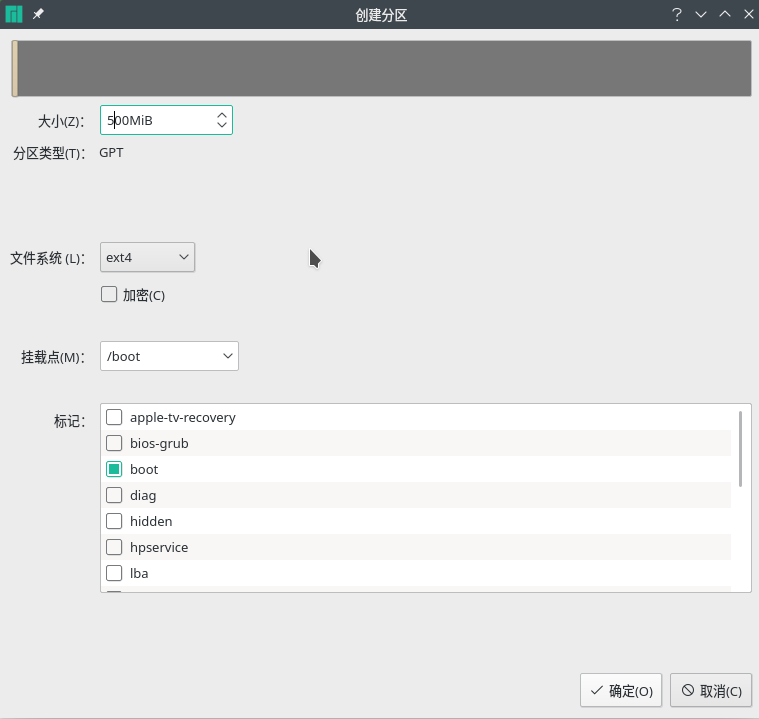 创建分区
大小(Z)： 500MiB
分区类型(T)： GPT
文件系统 (L)： ext4
加密(C)
挂载点(M)： /boot
标记： apple-tv-recovery
bios-grub
boot
diag
hidden
hpservice
lba
确定(O) 取消(C)